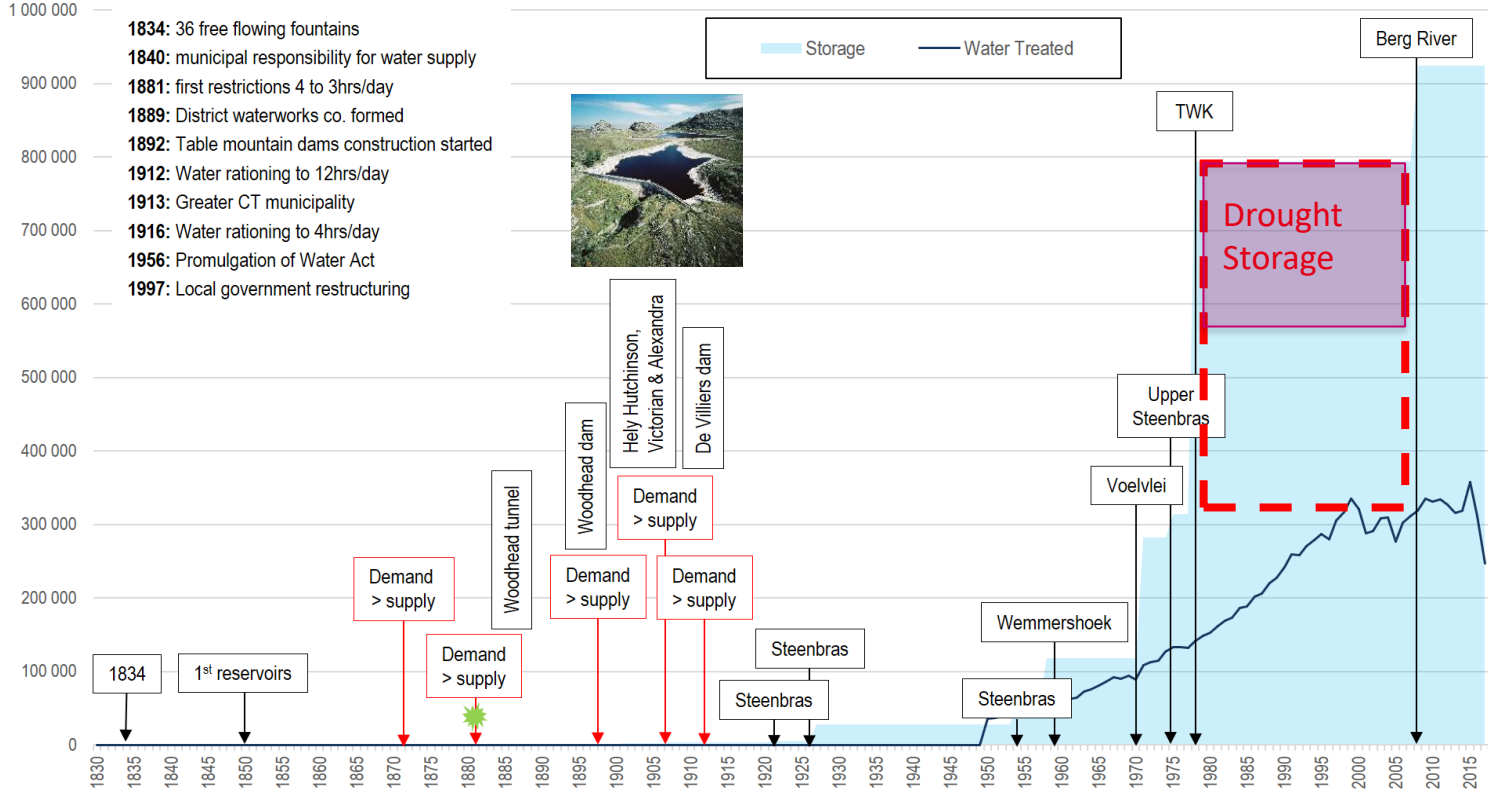 1 000 000
900 000
800 000
700 000
600 000
500 000
400 000
300 000
200 000
100 000
0
1834: 36 free flowing fountains
1840: municipal responsibility for water supply
1881: first restrictions 4 to 3hrs/day
1889: District waterworks co. formed
1892: Table mountain dams construction started
1912: Water rationing to 12hrs/day
1913: Greater CT municipality
1916: Water rationing to 4hrs/day
1956: Promulgation of Water Act
1997: Local government restructuring
Storage
Water Treated
Berg River
TWK
Drought
Storage
Upper
Steenbras
Voelvlei
Wemmershoek
Steenbras
Steenbras
Steenbras
De Villiers dam
Hely Hutchinson,
Victorian & Alexandra
Woodhead dam
Woodhead tunnel
Demand
> supply
Demand
> supply
Demand
> supply
Demand
> supply
Demand
> supply
1834
1st reservoirs
1830
1835
1840
1845
1850
1855
1860
1865
1870
1875
1880
1885
1890
1895
1900
1905
1910
1915
1920
1925
1930
1935
1940
1945
1950
1955
1960
1965
1970
1975
1980
1985
1990
1995
2000
2005
2010
2015